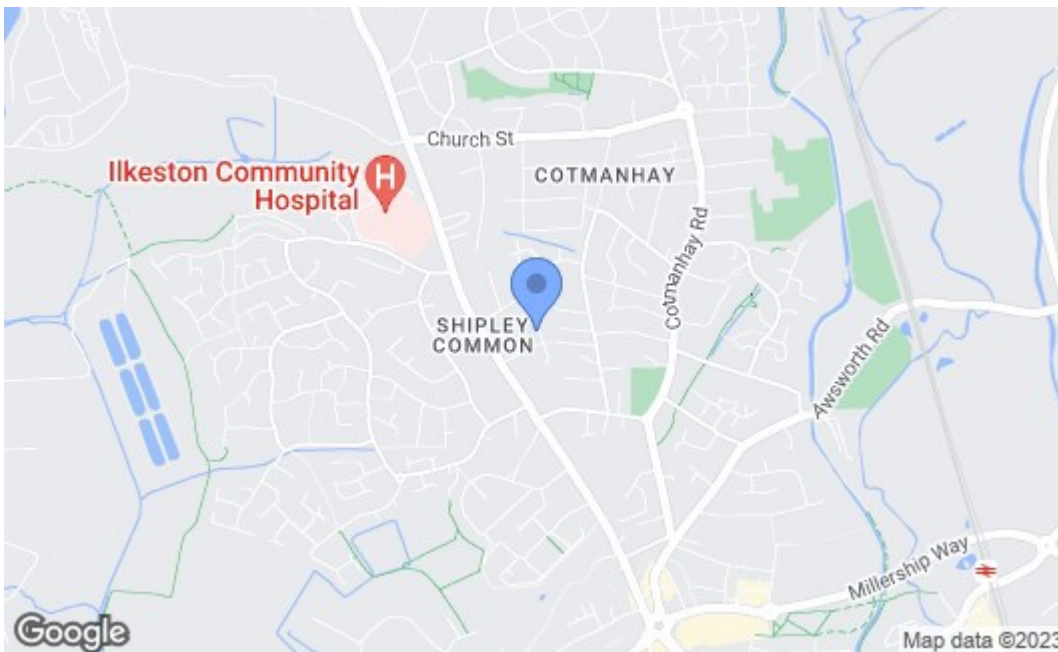 Church St
Ilkeston Community
Hospital
H
COTMANHAY
Cotmanhay Rd
SHIPLEY
COMMON
Awsworth Rd
Millership Way
Google
Map data ©2023